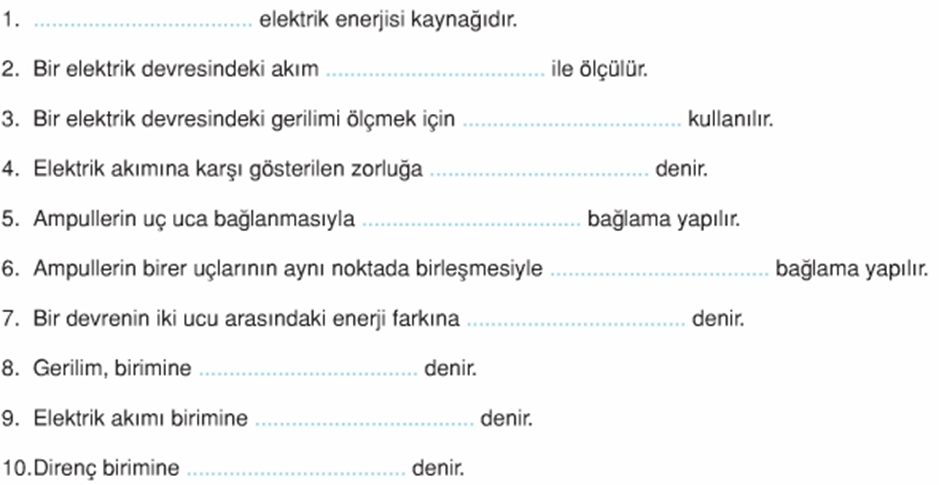 1. .................................. elektrik enerjisi kaynağıdır.
2. Bir elektrik devresindeki akım .................................. ile ölçülür.
3. Bir elektrik devresindeki gerilimi ölçmek için .................................. kullanılır.
4. Elektrik akımına karşı gösterilen zorluğa .................................. denir.
5. Ampullerin uç uca bağlanmasıyla .................................. bağlama yapılır.
6. Ampullerin birer uçlarının aynı noktada birleşmesiyle .................................. bağlama yapılır.
7. Bir devrenin iki ucu arasındaki enerji farkına .................................. denir.
8. Gerilim, birimine .................................. denir.
9. Elektrik akımı birimine .................................. denir.
10.Direnç birimine .................................. denir.